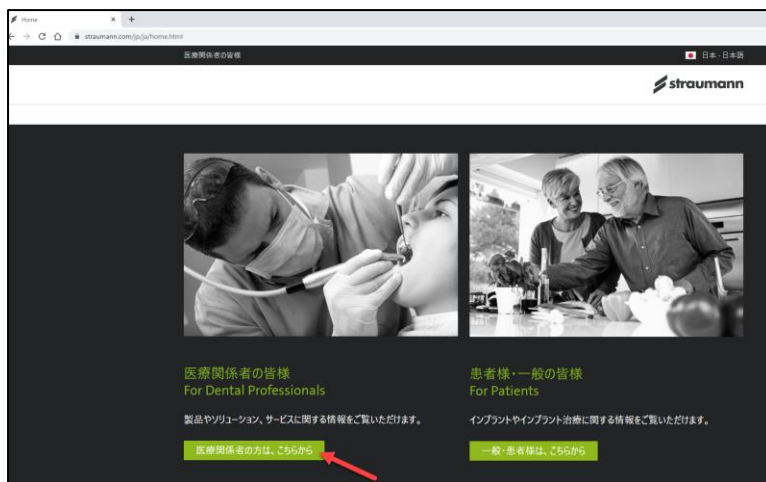 Home
straumann.com/jp/ja/home.html
医療関係者の皆様
日本 - 日本語
straumann
医療関係者の皆様
For Dental Professionals
製品やソリューション、サービスに関する情報をご覧いただけます。
医療関係者の方は、こちらから
患者様・一般の皆様
For Patients
インプラントやインプラント治療に関する情報をご覧いただけます。
一般・患者様は、こちらから